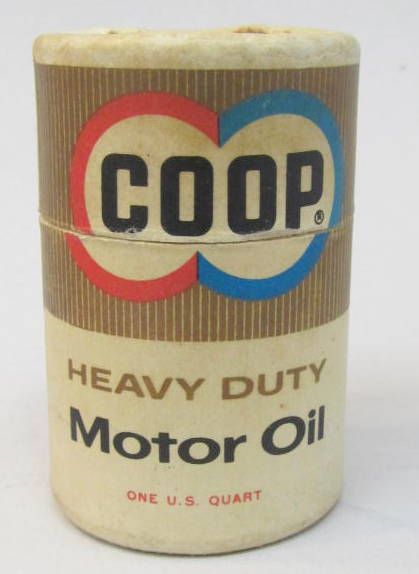 COOP®
HEAVY DUTY
Motor Oil
ONE U.S. QUART